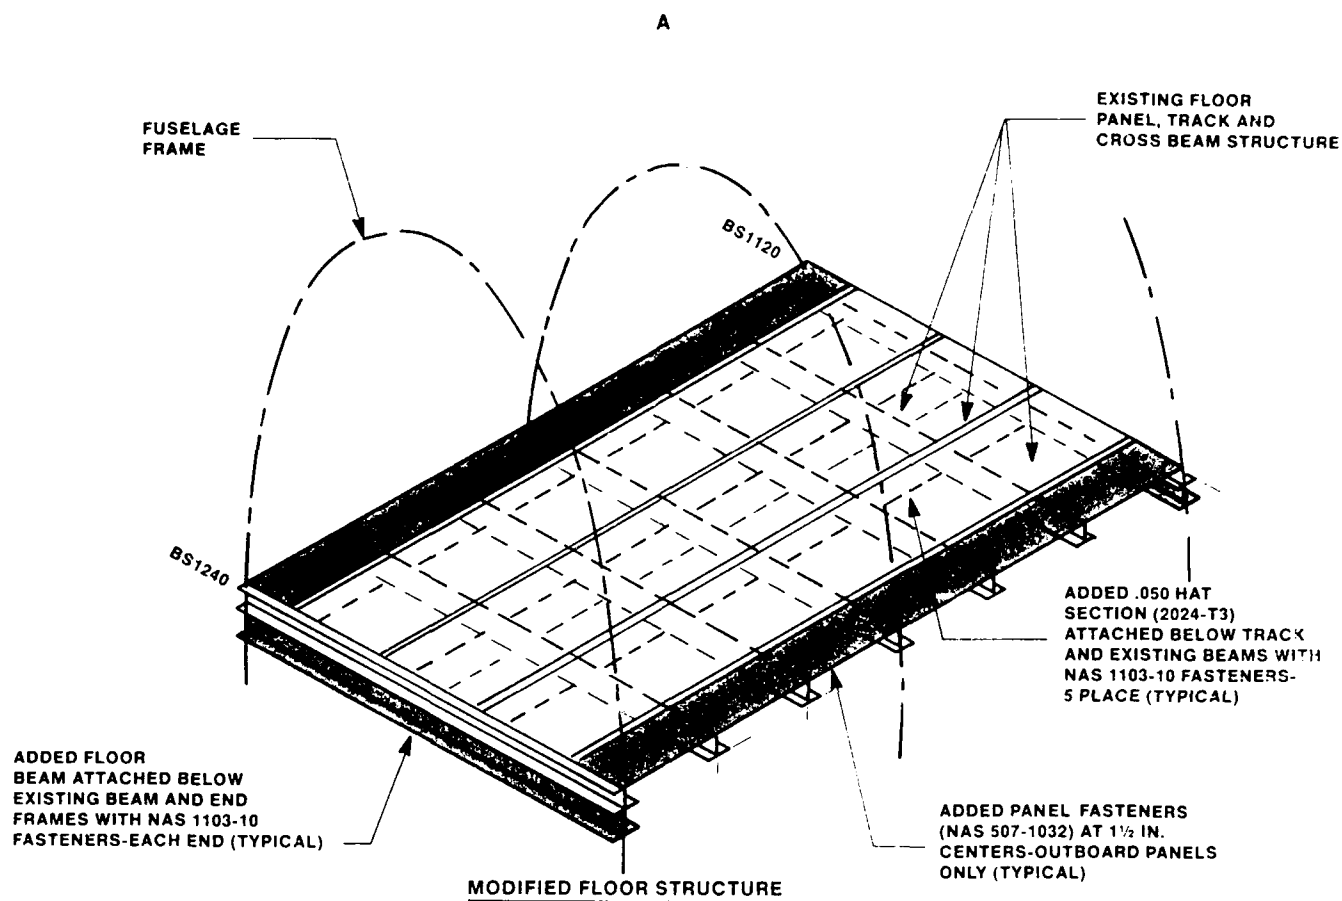 A
FUSELAGE
FRAME
EXISTING FLOOR
PANEL, TRACK AND
CROSS BEAM STRUCTURE
BS1120
BS1240
ADDED .050 HAT
SECTION (2024-T3)
ATTACHED BELOW TRACK
AND EXISTING BEAMS WITH
NAS 1103-10 FASTENERS-
5 PLACE (TYPICAL)
ADDED FLOOR
BEAM ATTACHED BELOW
EXISTING BEAM AND END
FRAMES WITH NAS 1103-10
FASTENERS-EACH END (TYPICAL)
ADDED PANEL FASTENERS
(NAS 507-1032) AT 1½ IN.
CENTERS-OUTBOARD PANELS
ONLY (TYPICAL)
MODIFIED FLOOR STRUCTURE